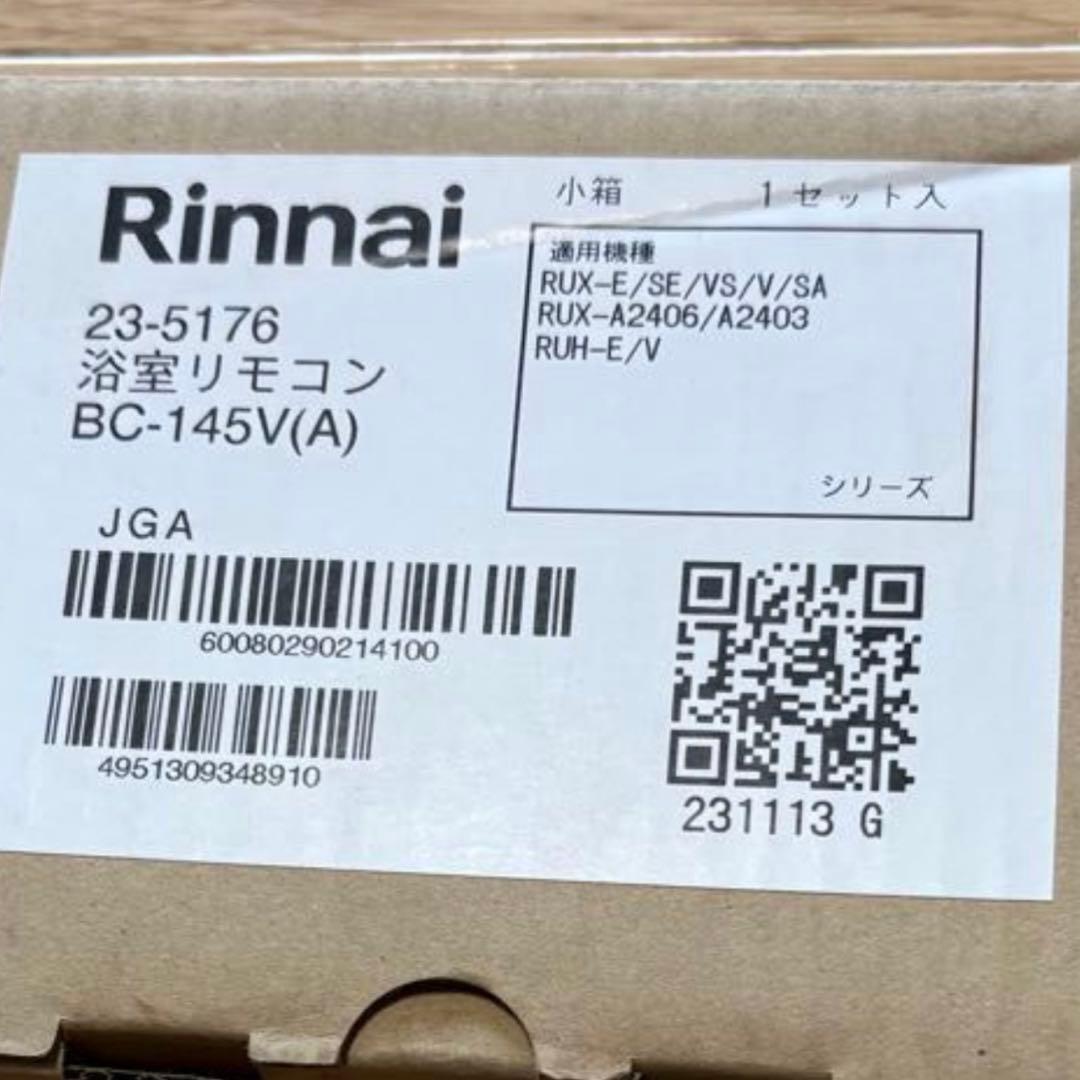 Rinnai
23-5176
浴室リモコン
BC-145V(A)
小箱 1セット入
適用機種
RUX-E/SE/VS/V/SA
RUX-A2406/A2403
RUH-E/V
シリーズ
JGA
60080290214100
4951309348910
231113 G